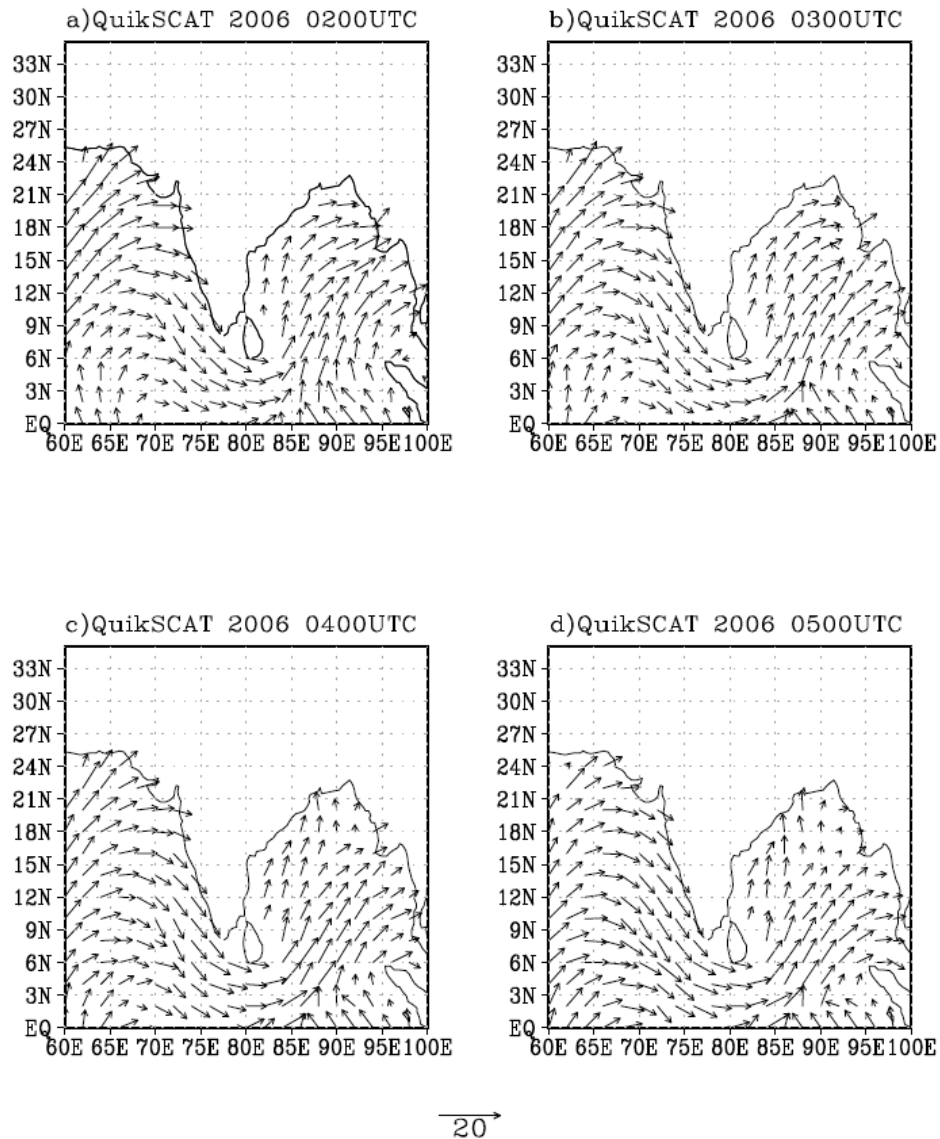 a)QuikSCAT 2006 0200UTC
33N
30N
27N
24N
21N
18N
15N
12N
9N
6N
3N
EQ
60E 65E 70E 75E 80E 85E 90E 95E 100E
b)QuikSCAT 2006 0300UTC
33N
30N
27N
24N
21N
18N
15N
12N
9N
6N
3N
EQ
60E 65E 70E 75E 80E 85E 90E 95E 100E
c)QuikSCAT 2006 0400UTC
33N
30N
27N
24N
21N
18N
15N
12N
9N
6N
3N
EQ
60E 65E 70E 75E 80E 85E 90E 95E 100E
d)QuikSCAT 2006 0500UTC
33N
30N
27N
24N
21N
18N
15N
12N
9N
6N
3N
EQ
60E 65E 70E 75E 80E 85E 90E 95E 100E
20